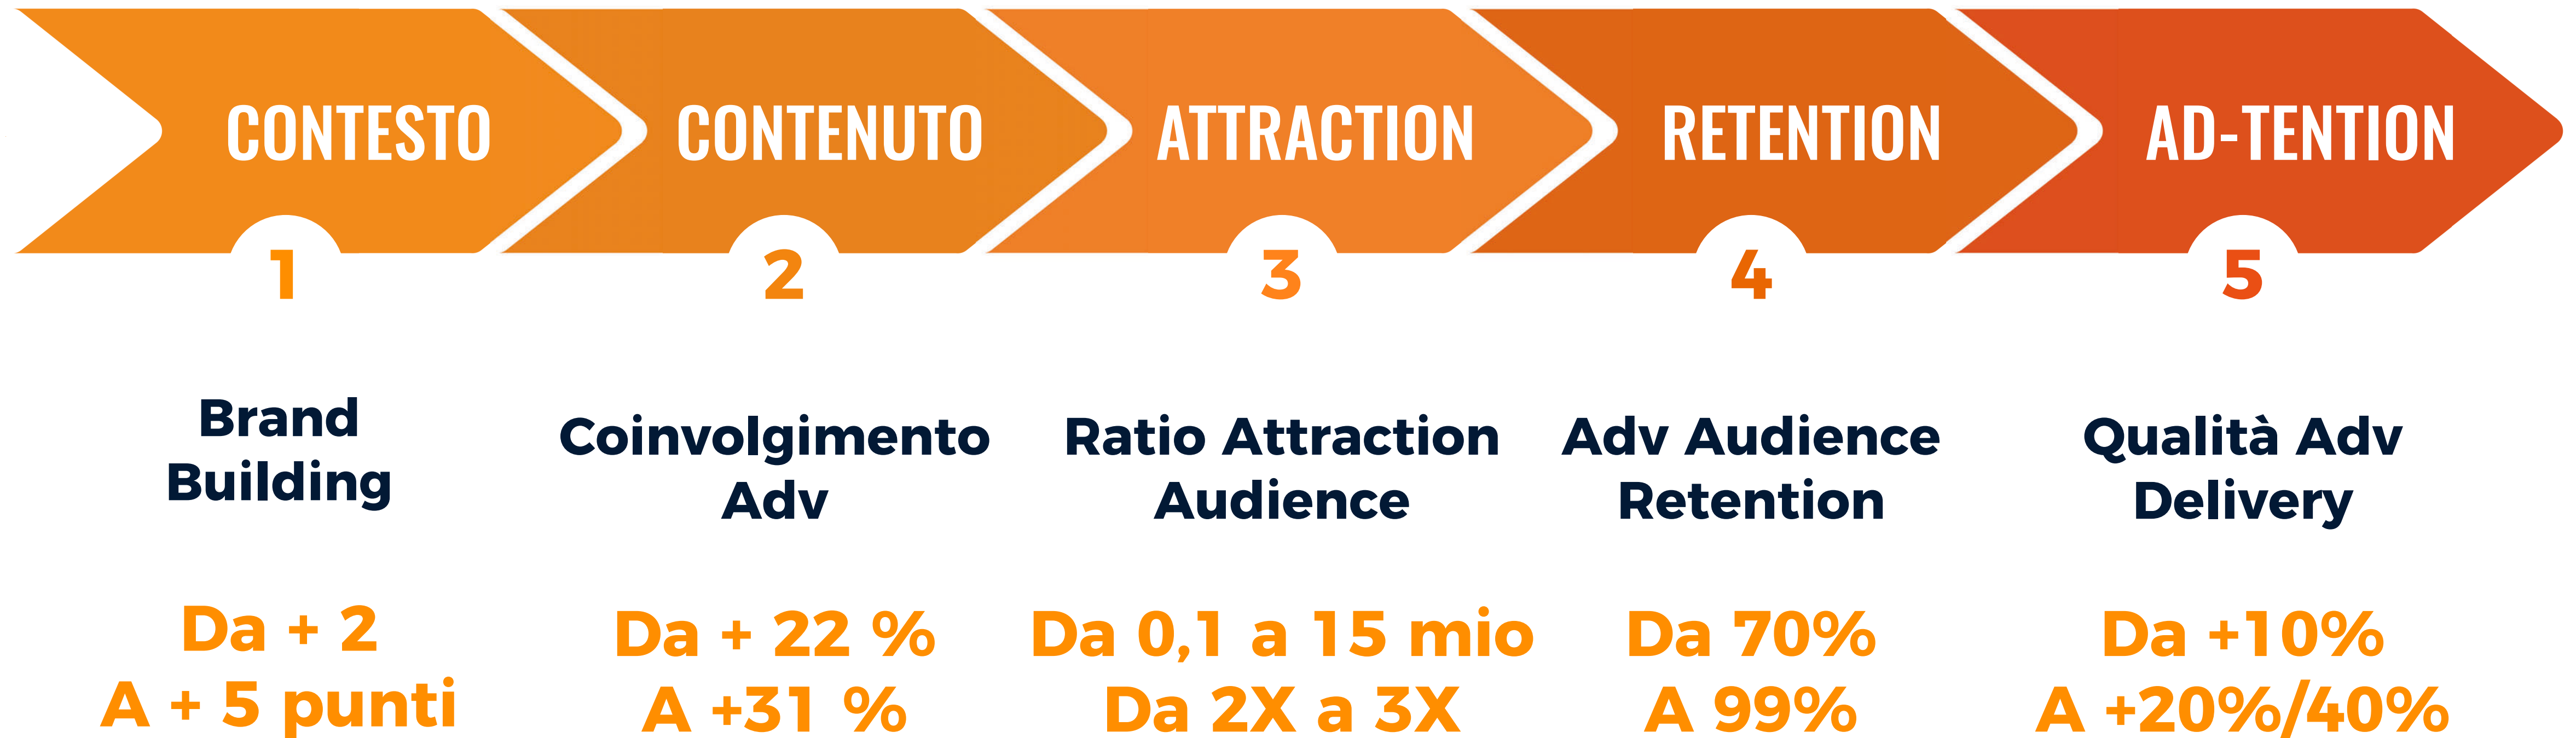 CONTESTO
CONTENUTO
ATTRACTION
RETENTION
AD-TENTION
1
2
3
4
5
Brand
Building
Coinvolgimento
Adv
Ratio Attraction
Audience
Adv Audience
Retention
Qualità Adv
Delivery
Da + 2
A + 5 punti
Da + 22 %
A +31 %
Da 0,1 a 15 mio
Da 2X a 3X
Da 70%
A 99%
Da +10%
A +20%/40%